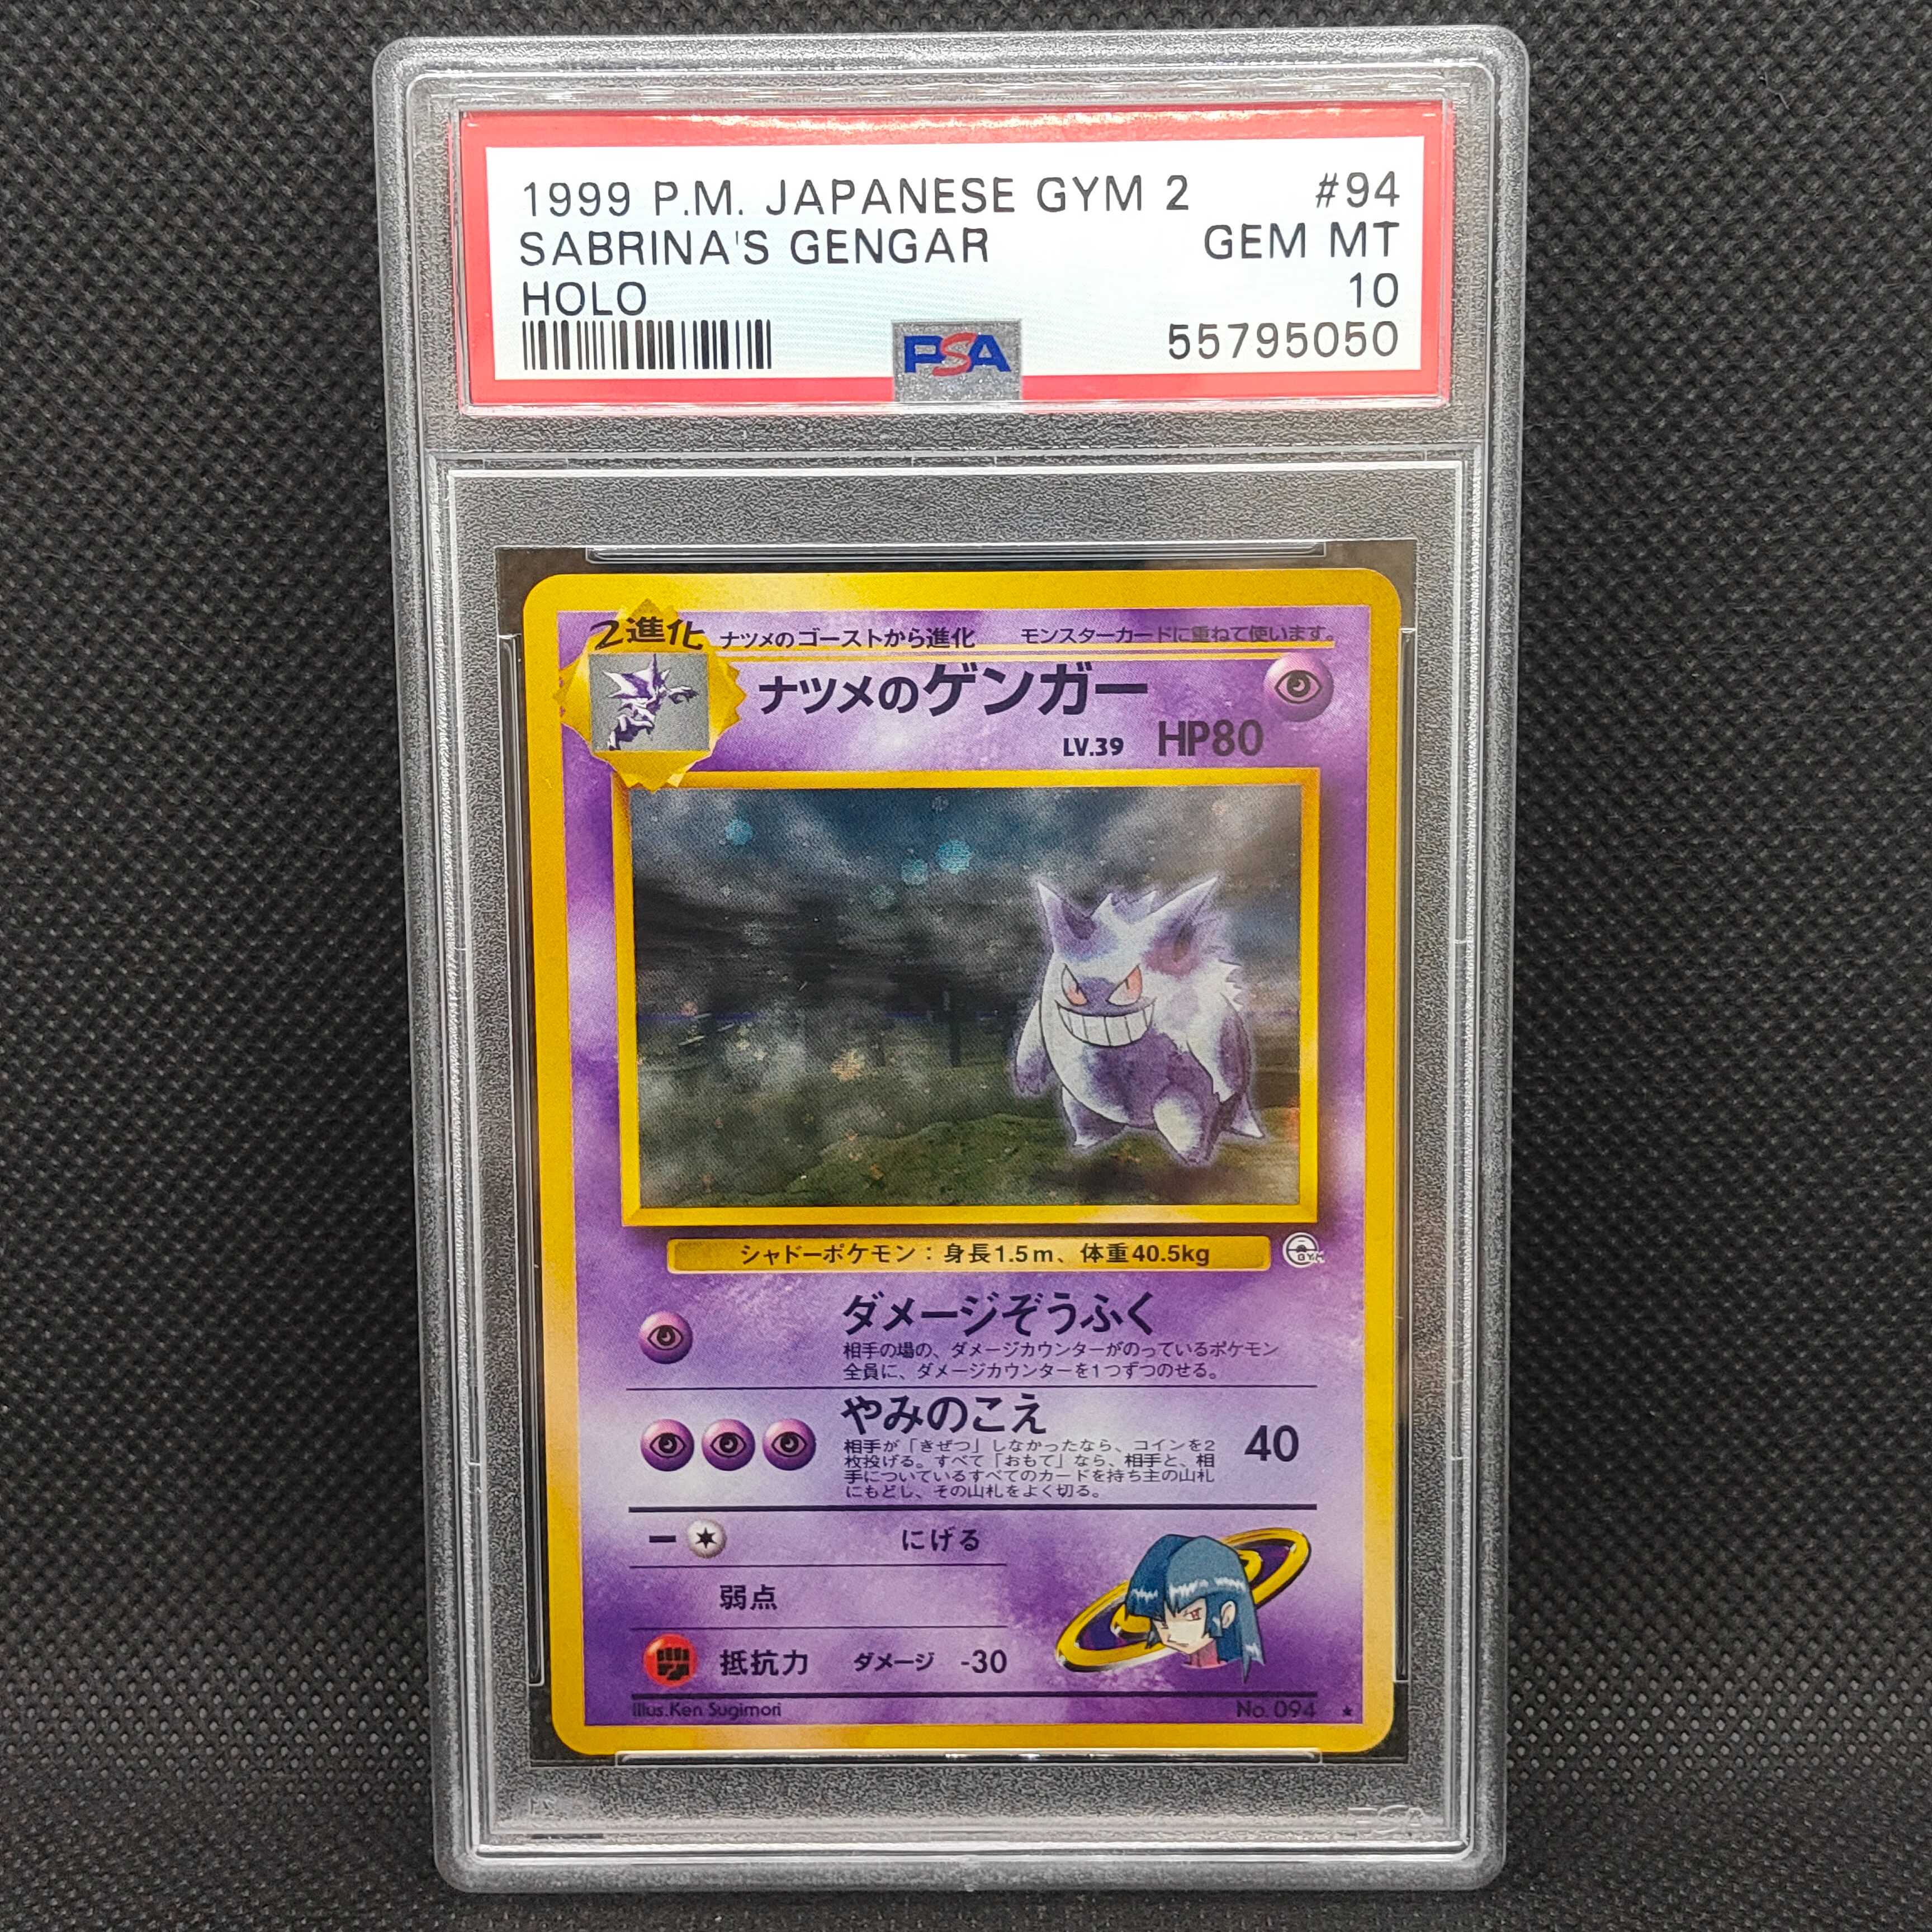 1999 P.M. JAPANESE GYM 2 #94
SABRINA'S GENGAR GEM MT
HOLO 10
PSA 55795050
2進化 ナツメのゴーストから進化 モンスターカードに重ねて使います。
ナツメのゲンガー
LV.39 HP80
シャドーポケモン：身長1.5m、体重40.5kg
GYM
ダメージぞうふく
相手の場の、ダメージカウンターがのっているポケモン
全員に、ダメージカウンターを1つずつのせる。
やみのこえ 40
相手が「きぜつ」しなかったなら、コインを2
枚投げる。すべて「おもて」なら、相手と、相
手についているすべてのカードを持ち主の山札
にもどし、その山札をよく切る。
にげる
弱点
抵抗力 ダメージ -30
Illus.Ken Sugimori No.094 ★